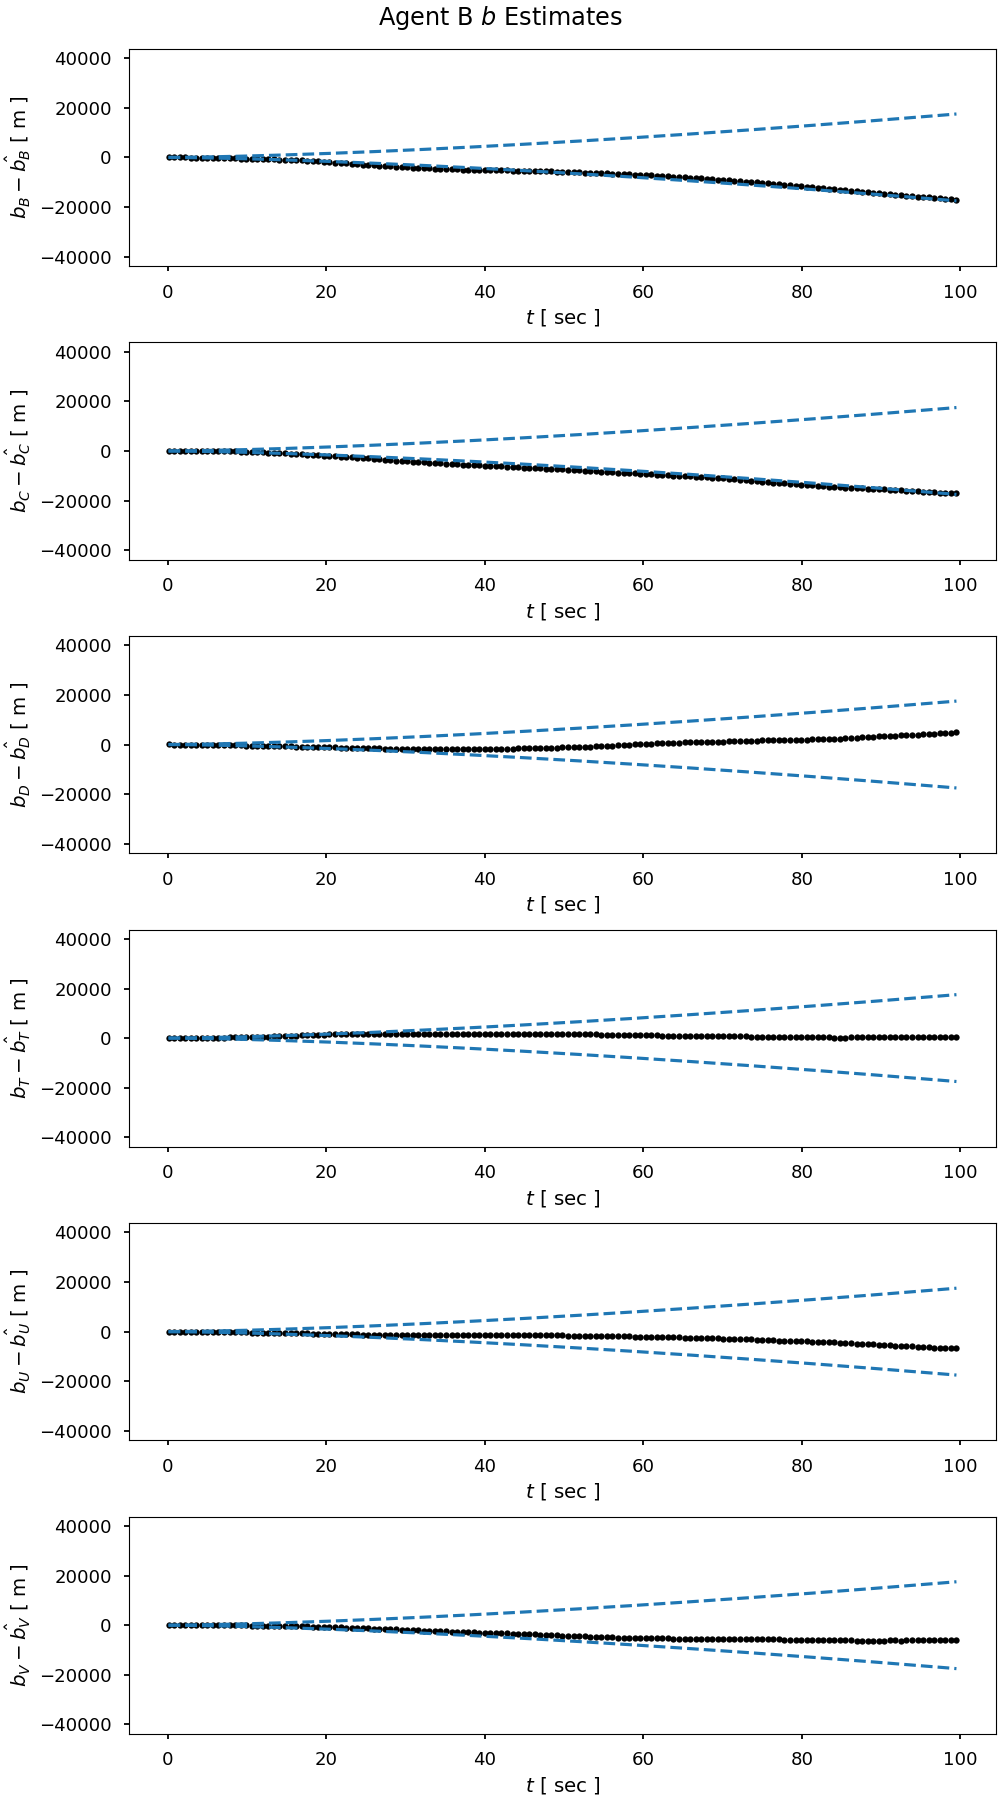 Agent B b Estimates
b_B − b̂_B [ m ]
40000
20000
0
−20000
−40000
0 20 40 60 80 100
t [ sec ]
b_C − b̂_C [ m ]
40000
20000
0
−20000
−40000
0 20 40 60 80 100
t [ sec ]
b_D − b̂_D [ m ]
40000
20000
0
−20000
−40000
0 20 40 60 80 100
t [ sec ]
b_T − b̂_T [ m ]
40000
20000
0
−20000
−40000
0 20 40 60 80 100
t [ sec ]
b_U − b̂_U [ m ]
40000
20000
0
−20000
−40000
0 20 40 60 80 100
t [ sec ]
b_V − b̂_V [ m ]
40000
20000
0
−20000
−40000
0 20 40 60 80 100
t [ sec ]